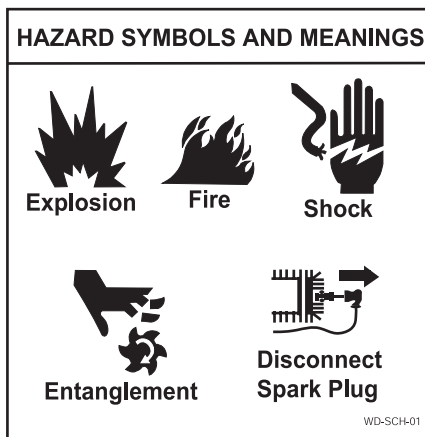 HAZARD SYMBOLS AND MEANINGS
Explosion
Fire
Shock
Entanglement
Disconnect
Spark Plug
WD-SCH-01